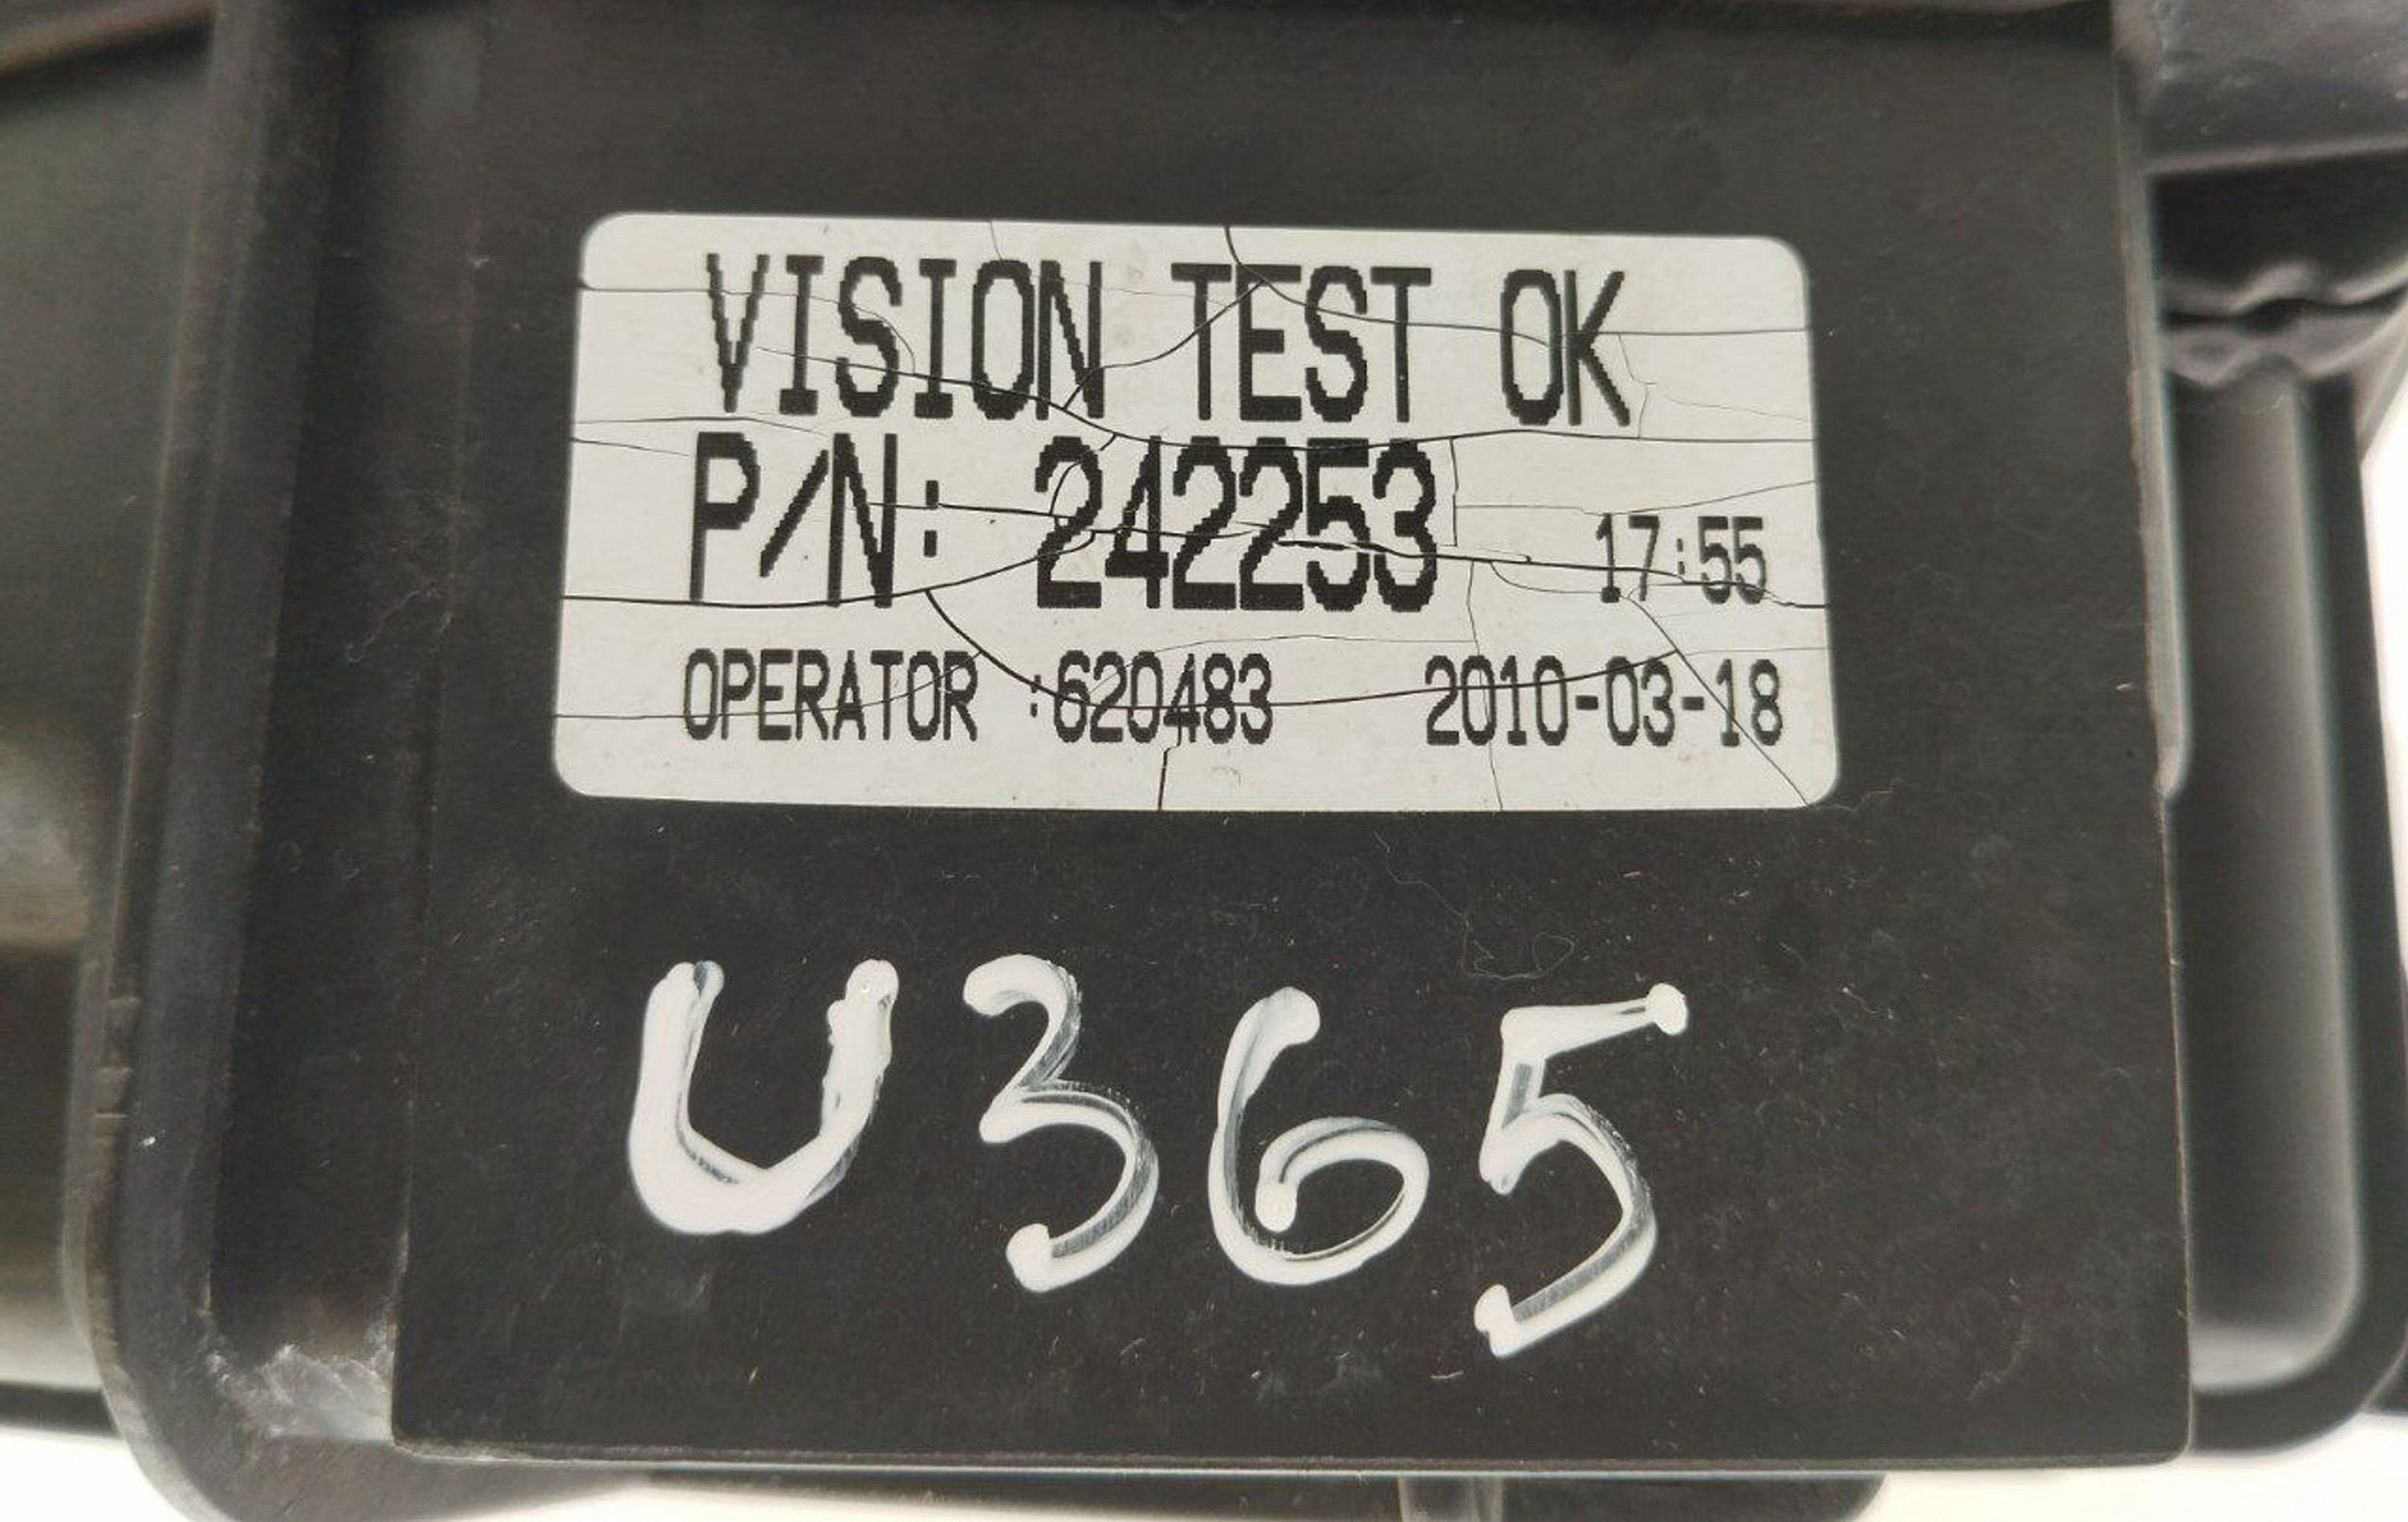 VISION TEST OK
P/N: 242253 17:55
OPERATOR :620483 2010-03-18
U365